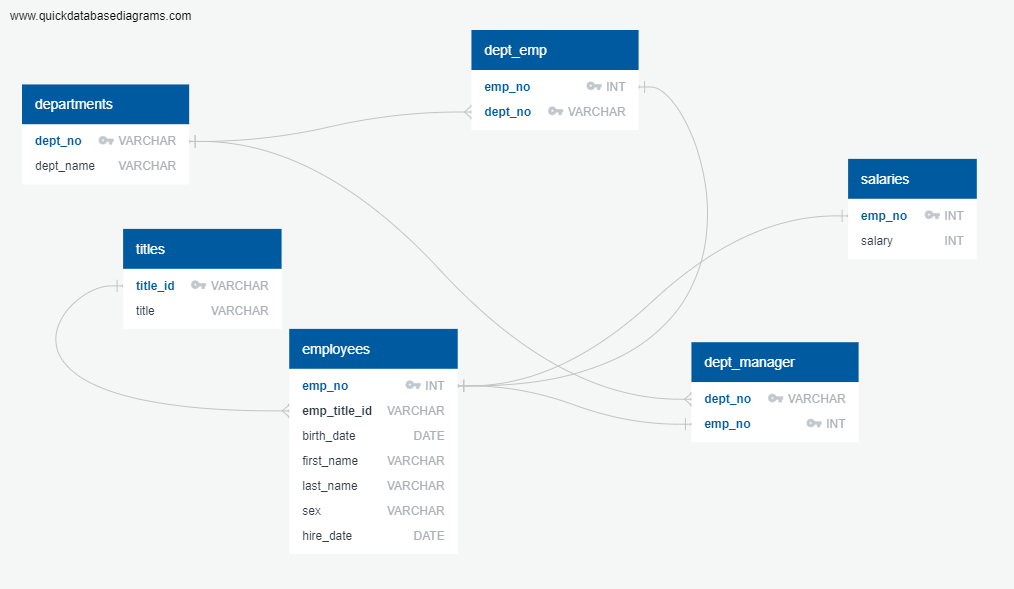 www.quickdatabasediagrams.com
dept_emp
emp_no INT
dept_no VARCHAR
departments
dept_no VARCHAR
dept_name VARCHAR
salaries
emp_no INT
salary INT
titles
title_id VARCHAR
title VARCHAR
employees
emp_no INT
emp_title_id VARCHAR
birth_date DATE
first_name VARCHAR
last_name VARCHAR
sex VARCHAR
hire_date DATE
dept_manager
dept_no VARCHAR
emp_no INT